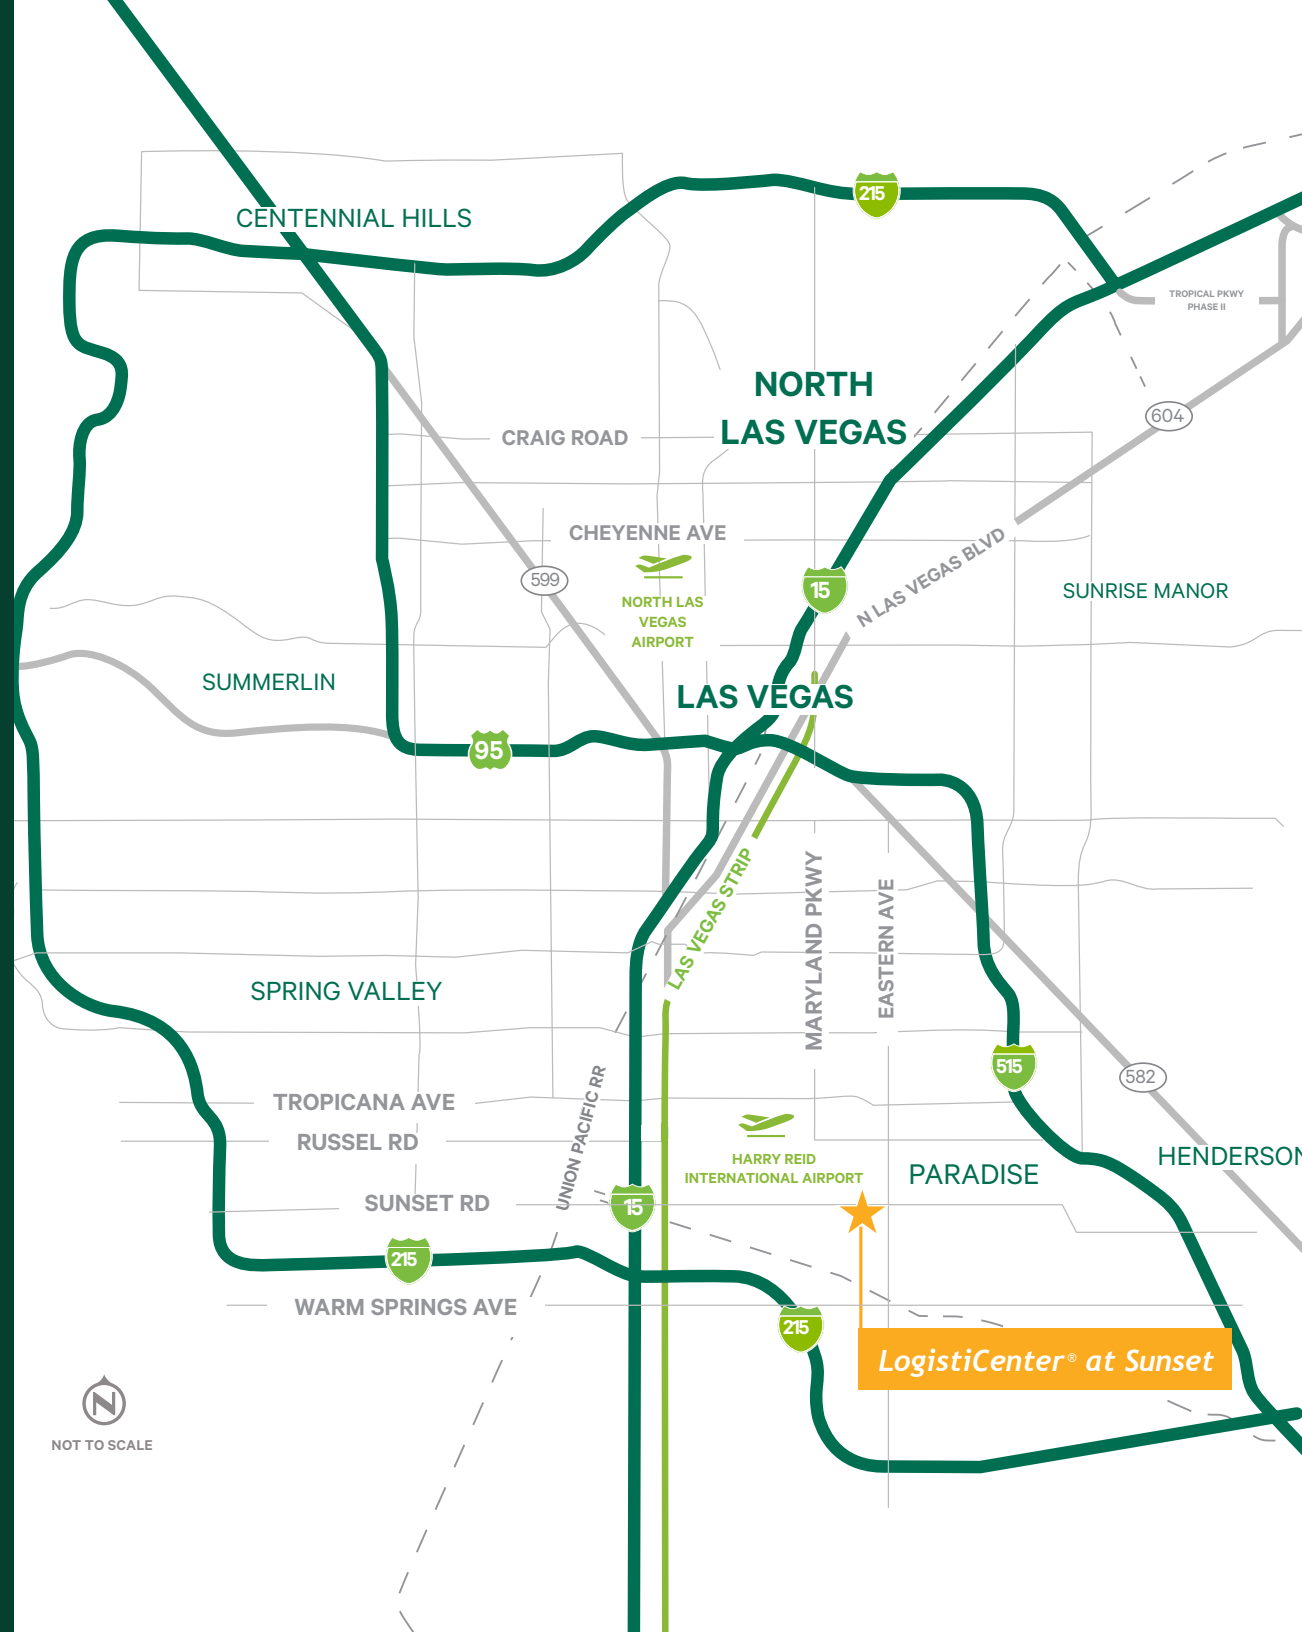 215
CENTENNIAL HILLS
TROPICAL PKWY
PHASE II
NORTH
LAS VEGAS
604
CRAIG ROAD
CHEYENNE AVE
599
NORTH LAS
VEGAS
AIRPORT
15
N LAS VEGAS BLVD
SUNRISE MANOR
SUMMERLIN
LAS VEGAS
95
LAS VEGAS STRIP
MARYLAND PKWY
EASTERN AVE
SPRING VALLEY
515
582
TROPICANA AVE
UNION PACIFIC RR
RUSSEL RD
HARRY REID
INTERNATIONAL AIRPORT
PARADISE
HENDERSON
SUNSET RD
15
215
WARM SPRINGS AVE
215
LogistiCenter® at Sunset
N
NOT TO SCALE